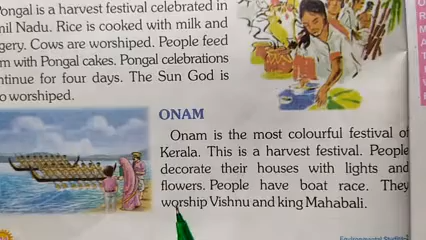 Pongal is a harvest festival celebrated in
Nadu. Rice is cooked with milk and
Cows are worshiped. People feed
with Pongal cakes. Pongal celebrations
for four days. The Sun God is
worshiped.
ONAM
Onam is the most colourful festival of
Kerala. This is a harvest festival. People
decorate their houses with lights and
flowers. People have boat race. They
worship Vishnu and king Mahabali.
Environmental Studies